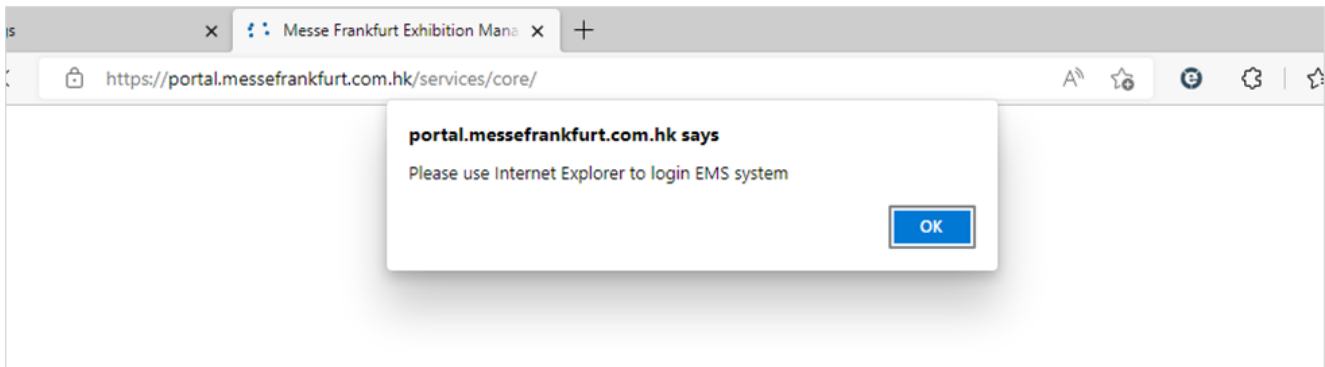 Messe Frankfurt Exhibition Mana
https://portal.messefrankfurt.com.hk/services/core/
portal.messefrankfurt.com.hk says
Please use Internet Explorer to login EMS system
OK